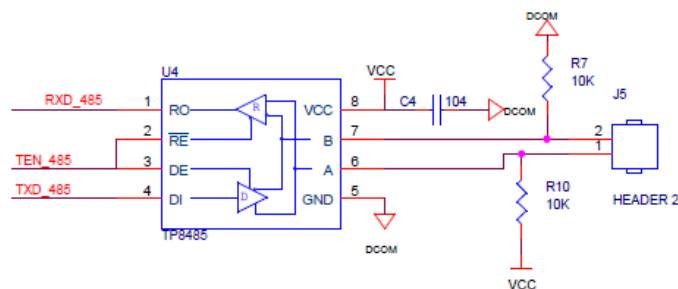 DCOM
U4
VCC
R7
10K
J5
RXD_485
1
RO
R
VCC
8
C4
104
DCOM
2
RE
B
7
2
TEN_485
3
DE
A
6
1
TXD_485
4
DI
D
GND
5
R10
10K
HEADER 2
TP8485
DCOM
VCC